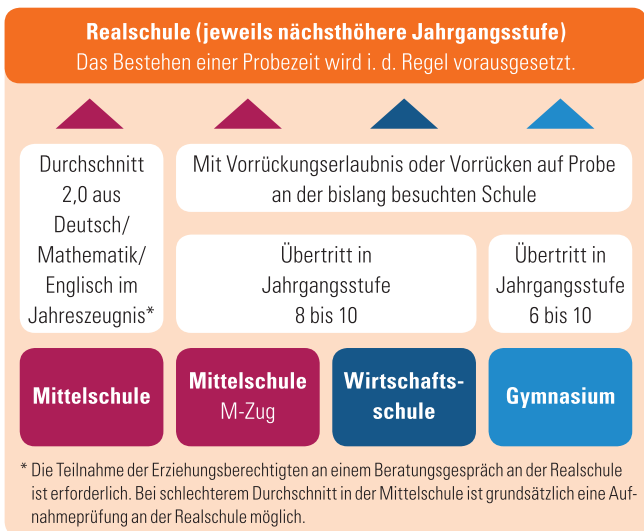 Realschule (jeweils nächsthöhere Jahrgangsstufe)
Das Bestehen einer Probezeit wird i. d. Regel vorausgesetzt.
Durchschnitt
2,0 aus
Deutsch/
Mathematik/
Englisch im
Jahreszeugnis*
Mit Vorrückungserlaubnis oder Vorrücken auf Probe
an der bislang besuchten Schule
Übertritt in
Jahrgangsstufe
8 bis 10
Übertritt in
Jahrgangsstufe
6 bis 10
Mittelschule
Mittelschule
M-Zug
Wirtschafts-
schule
Gymnasium
* Die Teilnahme der Erziehungsberechtigten an einem Beratungsgespräch an der Realschule
ist erforderlich. Bei schlechterem Durchschnitt in der Mittelschule ist grundsätzlich eine Auf-
nahmeprüfung an der Realschule möglich.